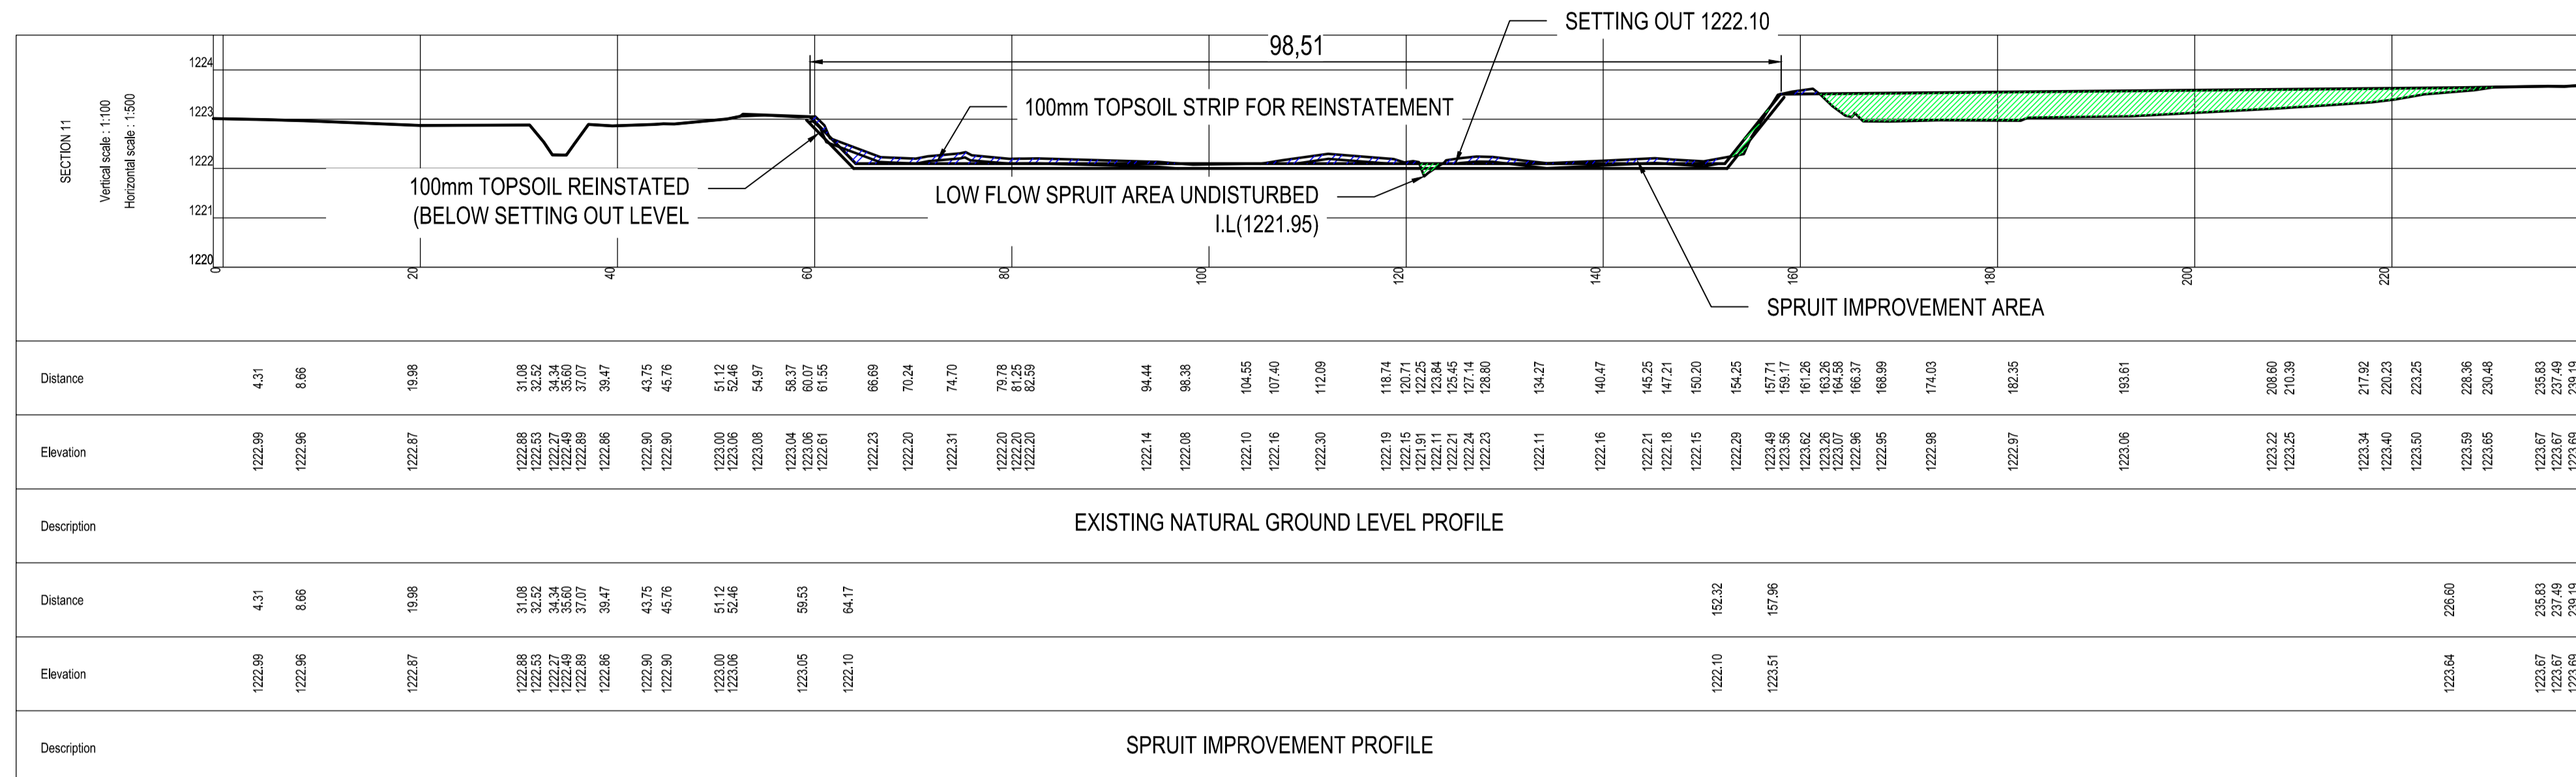 SETTING OUT 1222.10
98,51
1224
1223
1222
1221
1220
SECTION 11
Vertical scale : 1:100
Horizontal scale : 1:500
100mm TOPSOIL STRIP FOR REINSTATEMENT
100mm TOPSOIL REINSTATED
(BELOW SETTING OUT LEVEL
LOW FLOW SPRUIT AREA UNDISTURBED
I.L(1221.95)
0 20 40 60 80 100 120 140 160 180 200 220
SPRUIT IMPROVEMENT AREA
Distance 4.31 8.66 19.98 31.08 32.52 34.34 35.60 37.07 39.47 43.75 45.76 51.12 52.46 54.97 58.37 60.07 61.55 66.69 70.24 74.70 79.78 81.25 82.59 94.44 98.38 104.55 107.40 112.09 118.74 120.71 122.25 123.84 125.45 127.14 128.80 134.27 140.47 145.25 147.21 150.20 154.25 157.71 159.17 161.26 163.26 164.58 166.37 168.99 174.03 182.35 193.61 208.60 210.39 217.92 220.23 223.25 228.36 230.48 235.83 237.49 239.19
Elevation 1222.99 1222.96 1222.87 1222.88 1222.53 1222.27 1222.49 1222.89 1222.86 1222.90 1222.90 1223.00 1223.06 1223.08 1223.04 1223.06 1222.61 1222.23 1222.20 1222.31 1222.20 1222.20 1222.20 1222.14 1222.08 1222.10 1222.16 1222.30 1222.19 1222.15 1221.91 1222.11 1222.21 1222.24 1222.23 1222.11 1222.16 1222.21 1222.18 1222.15 1222.29 1223.49 1223.56 1223.62 1223.26 1223.07 1222.96 1222.95 1222.98 1222.97 1223.06 1223.22 1223.25 1223.34 1223.40 1223.50 1223.59 1223.65 1223.67 1223.67 1223.69
Description EXISTING NATURAL GROUND LEVEL PROFILE
Distance 4.31 8.66 19.98 31.08 32.52 34.34 35.60 37.07 39.47 43.75 45.76 51.12 52.46 59.53 64.17 152.32 157.96 226.60 235.83 237.49 239.19
Elevation 1222.99 1222.96 1222.87 1222.88 1222.53 1222.27 1222.49 1222.89 1222.86 1222.90 1222.90 1223.00 1223.06 1223.05 1222.10 1222.10 1223.51 1223.64 1223.67 1223.67 1223.69
Description SPRUIT IMPROVEMENT PROFILE